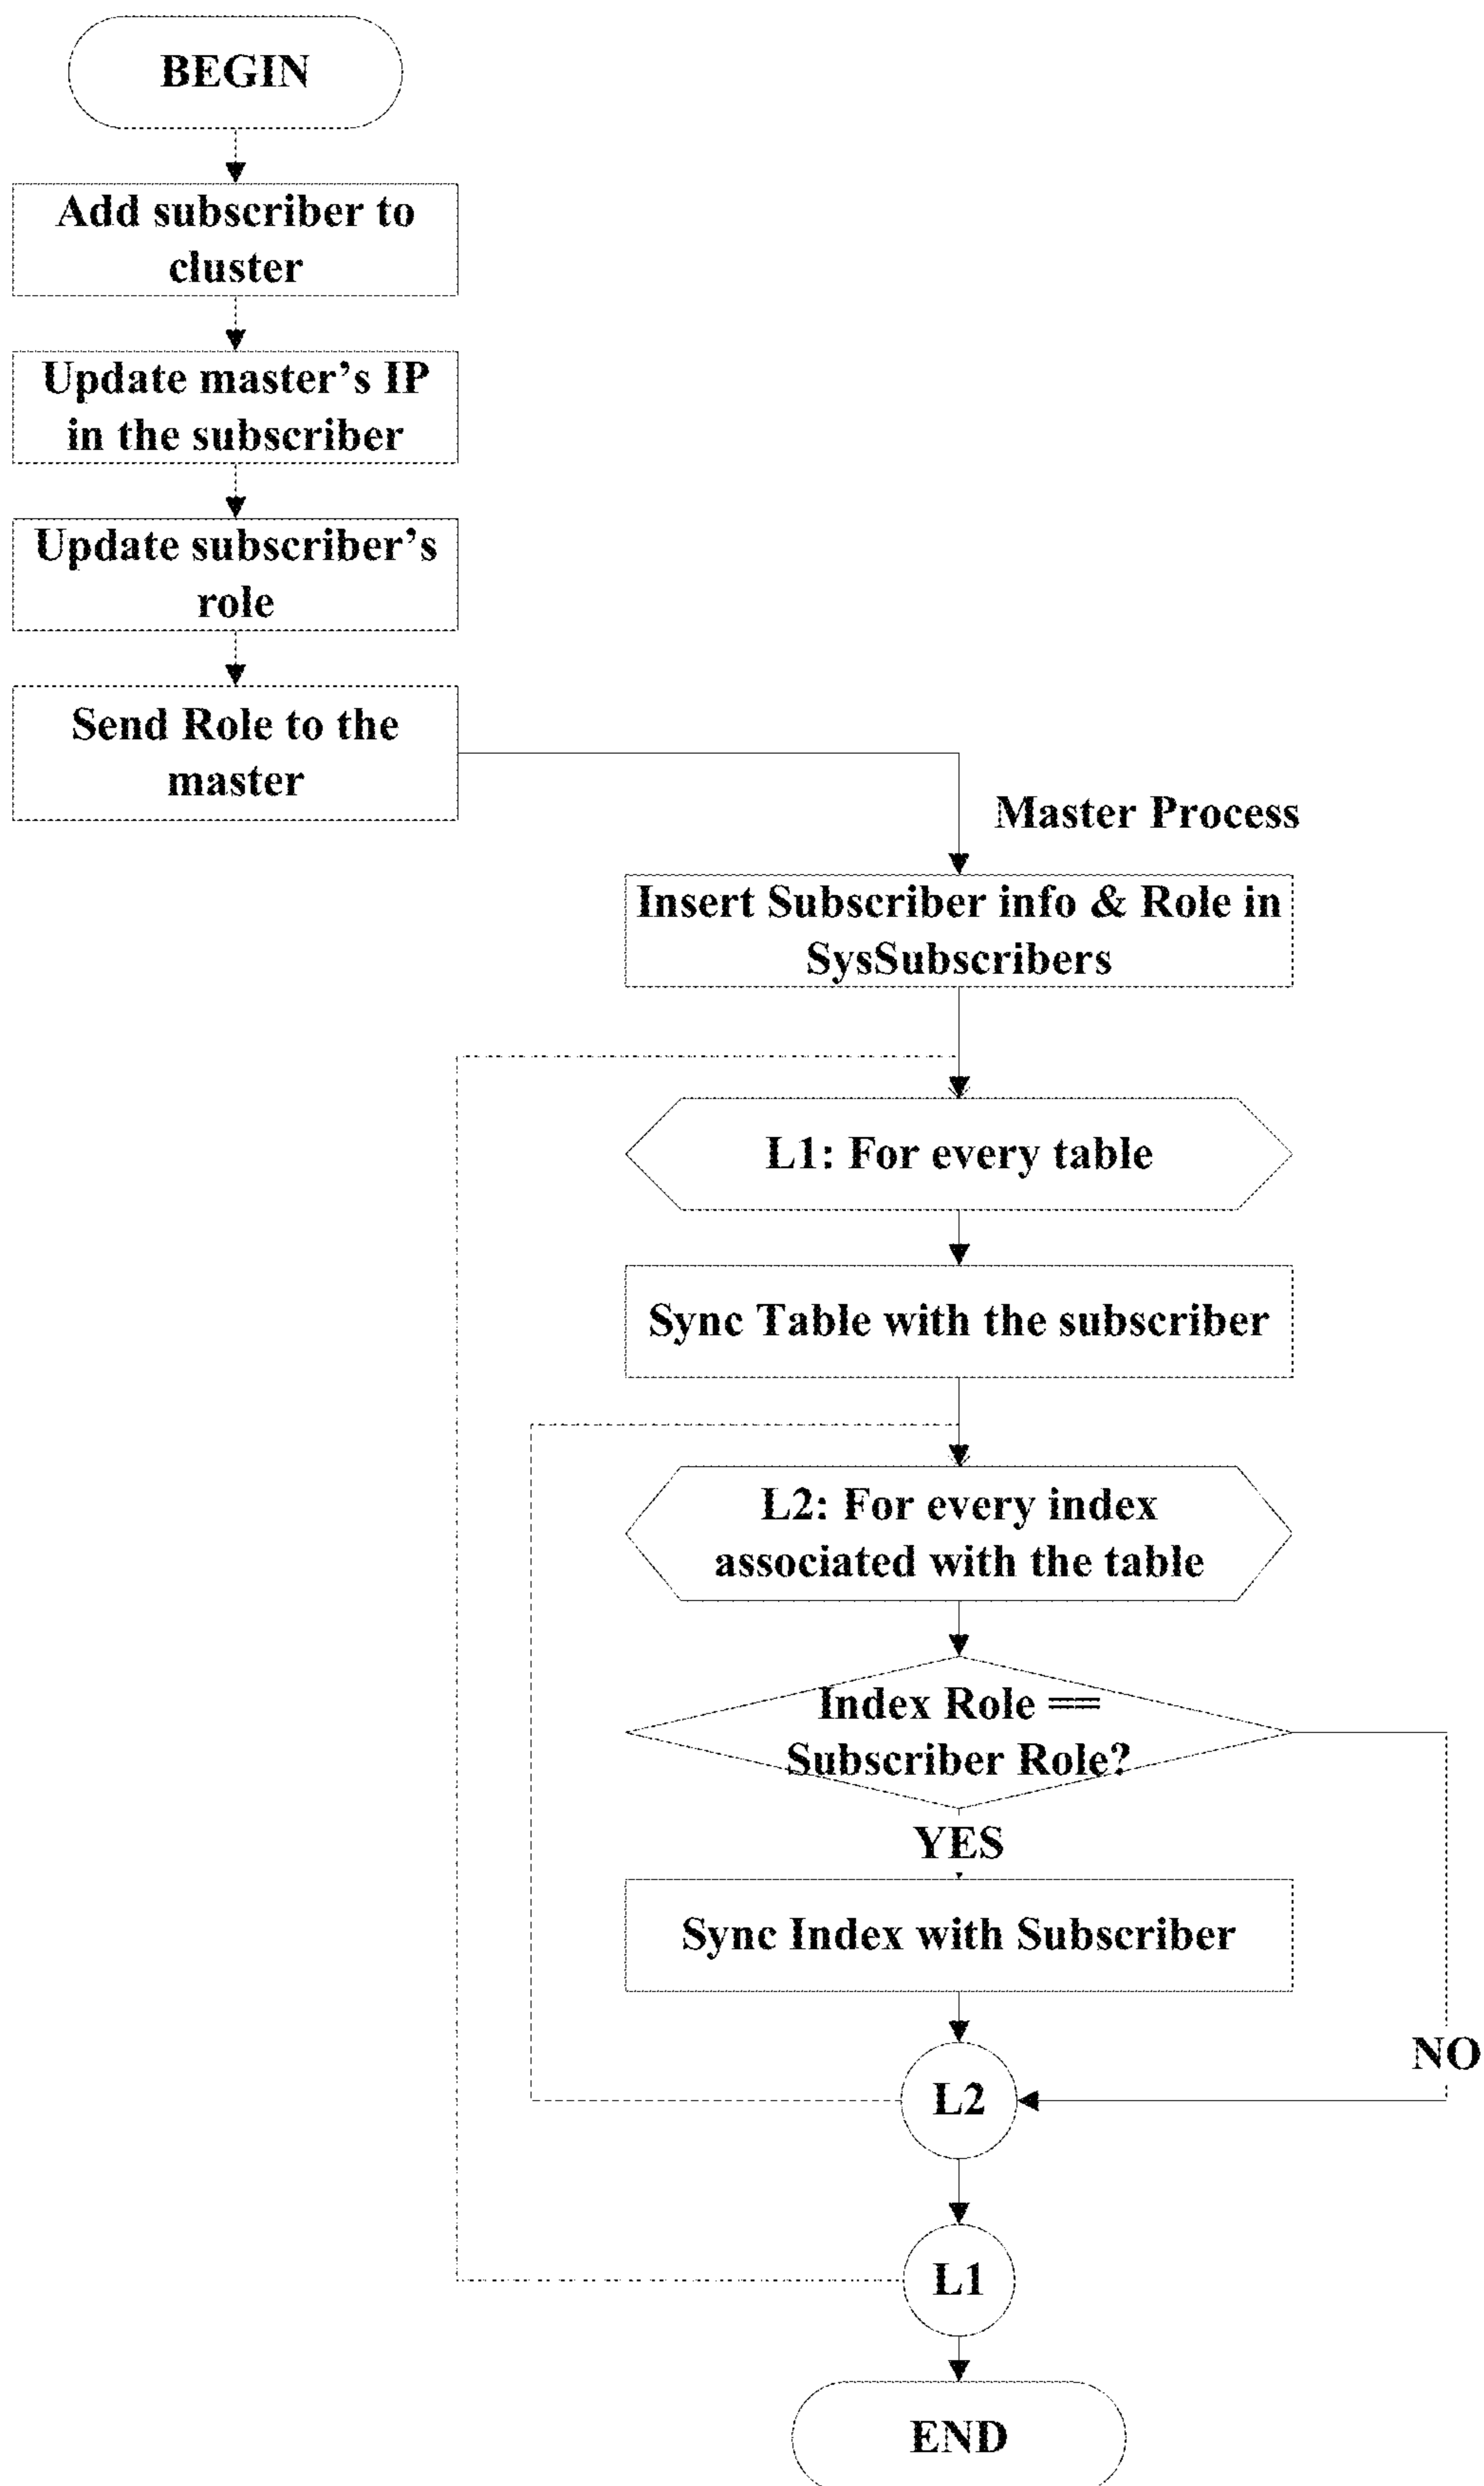 BEGIN
Add subscriber to
cluster
Update master's IP
in the subscriber
Update subscriber's
role
Send Role to the
master
Master Process
Insert Subscriber info & Role in
SysSubscribers
L1: For every table
Sync Table with the subscriber
L2: For every index
associated with the table
Index Role ==
Subscriber Role?
YES
Sync Index with Subscriber
NO
L2
L1
END